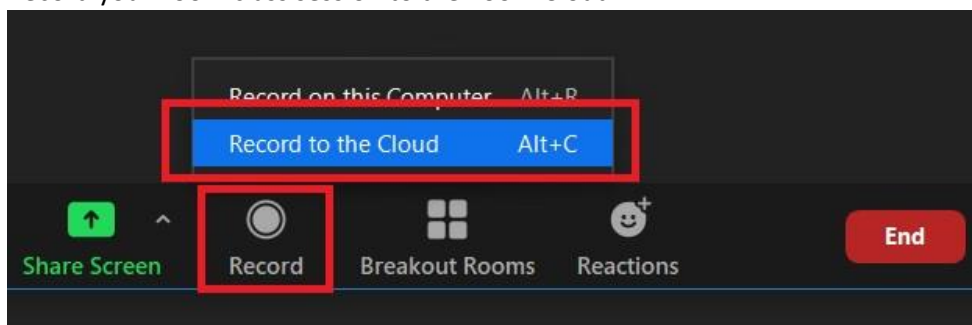 Record on this Computer Alt+R
Record to the Cloud Alt+C
Share Screen Record Breakout Rooms Reactions End